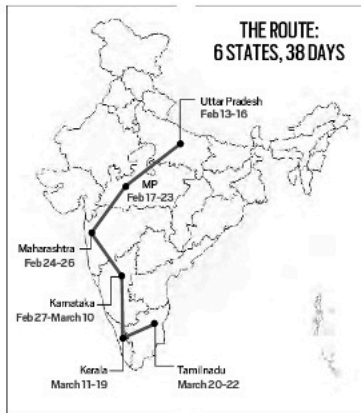 THE ROUTE:
6 STATES, 38 DAYS
Uttar Pradesh
Feb 13-16
MP
Feb 17-23
Maharashtra
Feb 24-26
Karnataka
Feb 27-March 10
Kerala
March 11-19
Tamilnadu
March 20-22